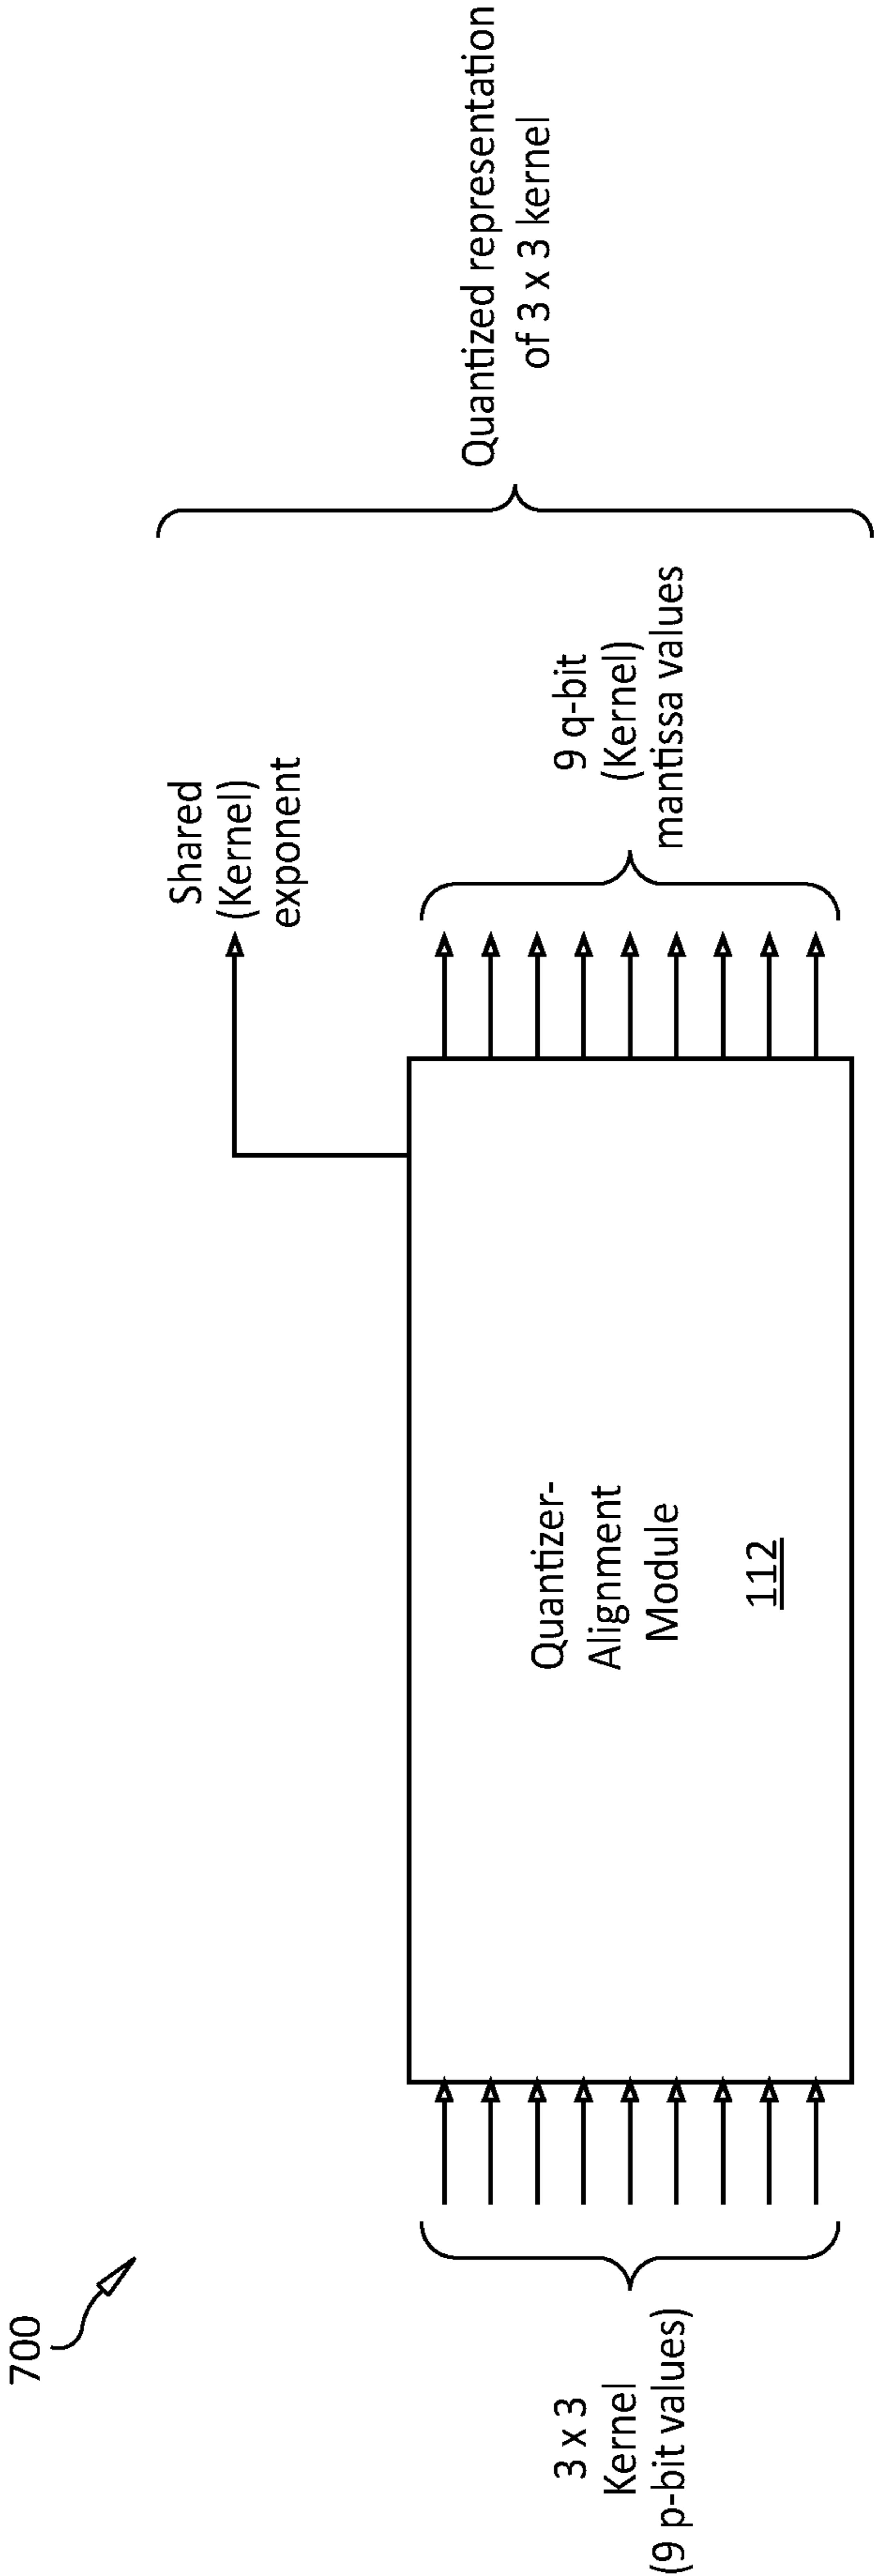 700
3 x 3
Kernel
(9 p-bit values)
Quantizer-
Alignment
Module
112
Shared
(Kernel)
exponent
9 q-bit
(Kernel)
mantissa values
Quantized representation
of 3 x 3 kernel